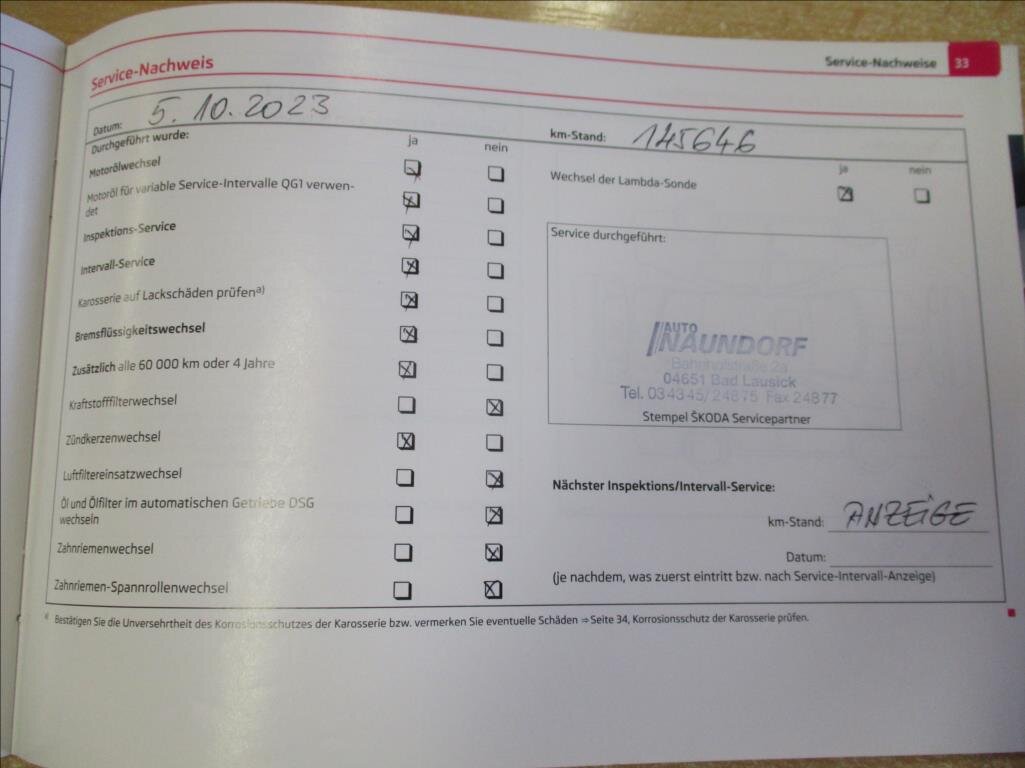 Service-Nachweise 33
Service-Nachweis
Datum: 5. 10. 2023
km-Stand: 145646
Durchgeführt wurde:
ja nein
Motorölwechsel
Motoröl für variable Service-Intervalle QG1 verwen-
det
Inspektions-Service
Intervall-Service
Karosserie auf Lackschäden prüfena)
Bremsflüssigkeitswechsel
Zusätzlich alle 60 000 km oder 4 Jahre
Kraftstofffilterwechsel
Zündkerzenwechsel
Luftfiltereinsatzwechsel
Öl und Ölfilter im automatischen Getriebe DSG
wechseln
Zahnriemenwechsel
Zahnriemen-Spannrollenwechsel
ja nein
Wechsel der Lambda-Sonde
Service durchgeführt:
AUTO
NAUNDORF
Bahnhofstraße 2a
04651 Bad Lausick
Tel. 034345/24875 Fax 24877
Stempel ŠKODA Servicepartner
Nächster Inspektions/Intervall-Service:
km-Stand: ANZEIGE
Datum:
(je nachdem, was zuerst eintritt bzw. nach Service-Intervall-Anzeige)
a) Bestätigen Sie die Unversehrtheit des Korrosionsschutzes der Karosserie bzw. vermerken Sie eventuelle Schäden ⇒ Seite 34, Korrosionsschutz der Karosserie prüfen.